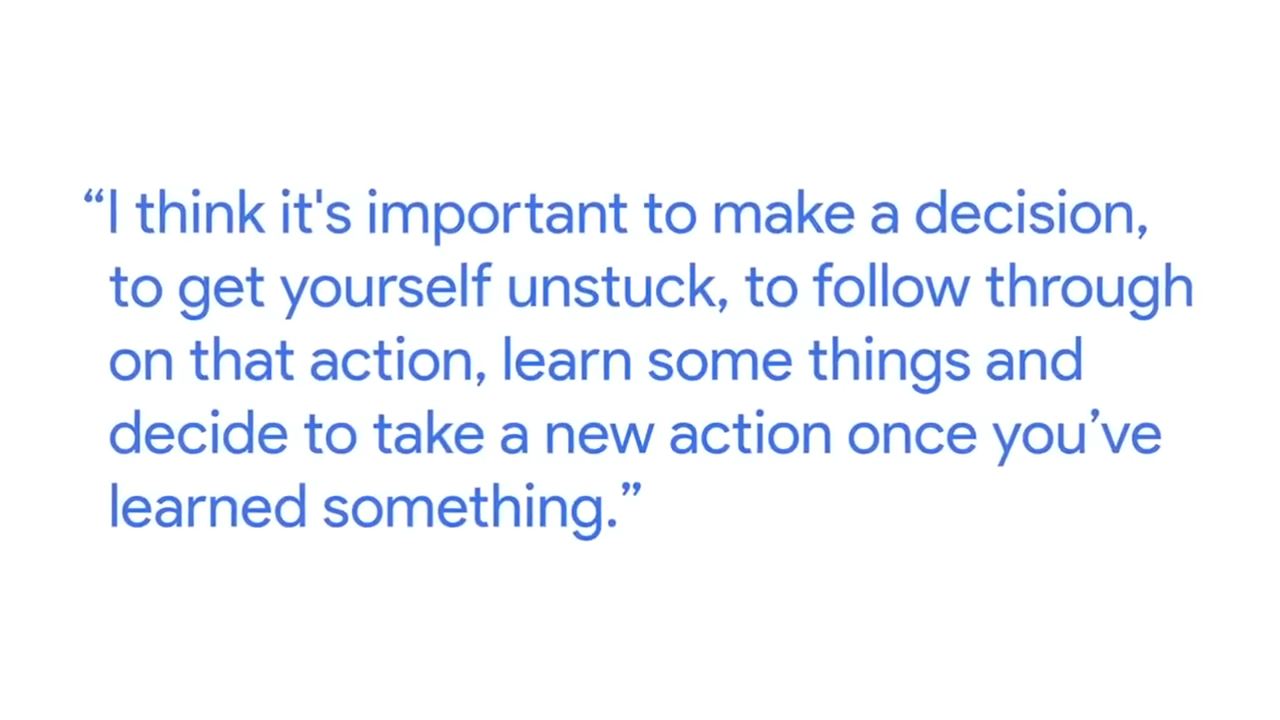 “I think it's important to make a decision,
to get yourself unstuck, to follow through
on that action, learn some things and
decide to take a new action once you’ve
learned something.”